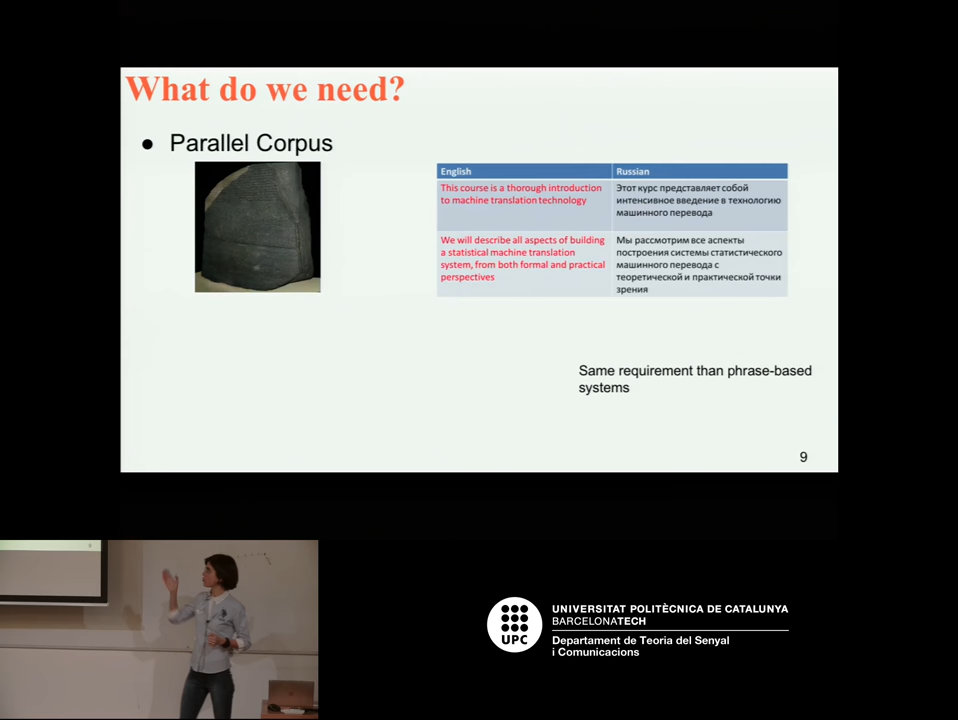 What do we need?
● Parallel Corpus
English
Russian
This course is a thorough introduction
to machine translation technology
Этот курс представляет собой
интенсивное введение в технологию
машинного перевода
We will describe all aspects of building
a statistical machine translation
system, from both formal and practical
perspectives
Мы рассмотрим все аспекты
построения системы статистического
машинного перевода с
теоретической и практической точки
зрения
Same requirement than phrase-based
systems
9
UPC
UNIVERSITAT POLITÈCNICA DE CATALUNYA
BARCELONATECH
Departament de Teoria del Senyal
i Comunicacions